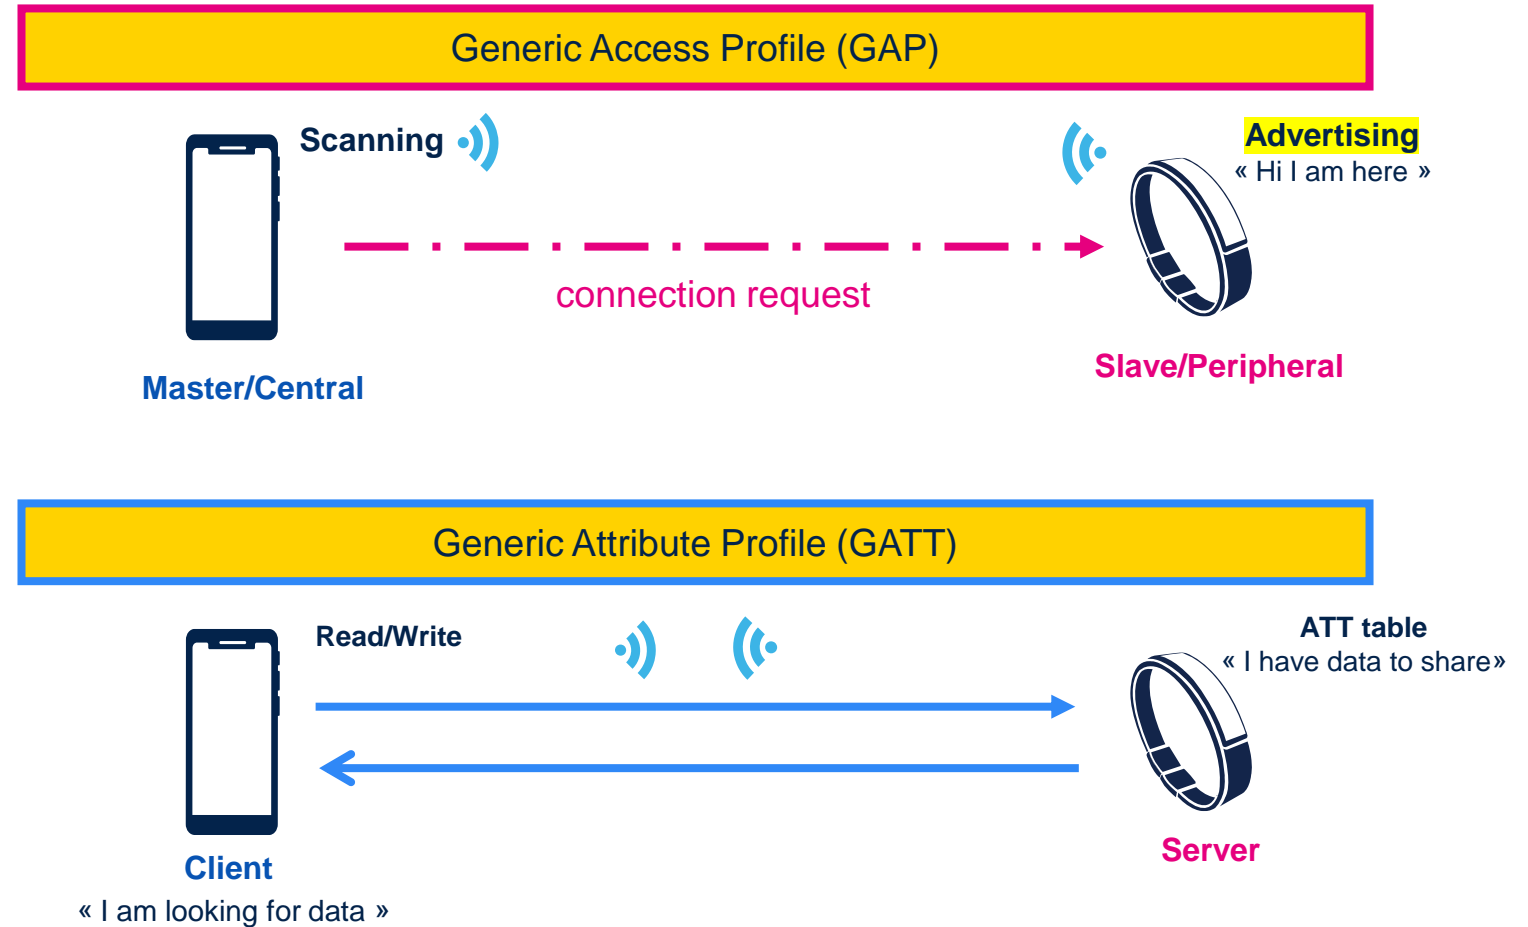 Generic Access Profile (GAP)
Scanning
Advertising
« Hi I am here »
connection request
Slave/Peripheral
Master/Central
Generic Attribute Profile (GATT)
Read/Write
ATT table
« I have data to share»
Server
Client
« I am looking for data »